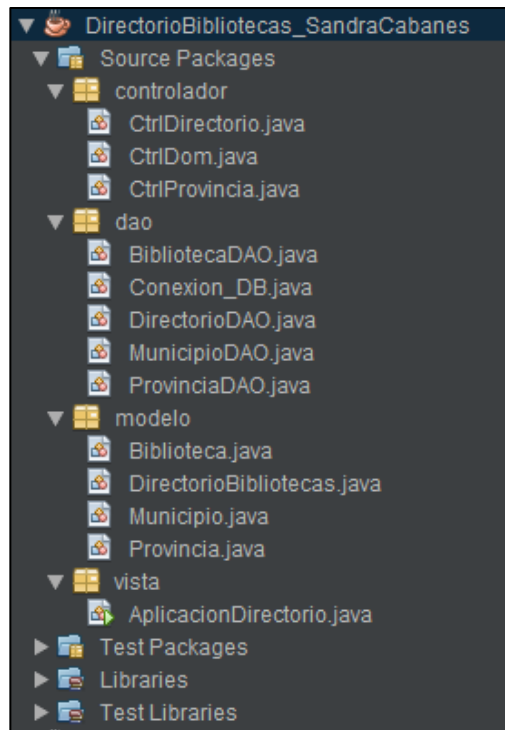 DirectorioBibliotecas_SandraCabanes
Source Packages
controlador
CtrlDirectorio.java
CtrlDom.java
CtrlProvincia.java
dao
BibliotecaDAO.java
Conexion_DB.java
DirectorioDAO.java
MunicipioDAO.java
ProvinciaDAO.java
modelo
Biblioteca.java
DirectorioBibliotecas.java
Municipio.java
Provincia.java
vista
AplicacionDirectorio.java
Test Packages
Libraries
Test Libraries